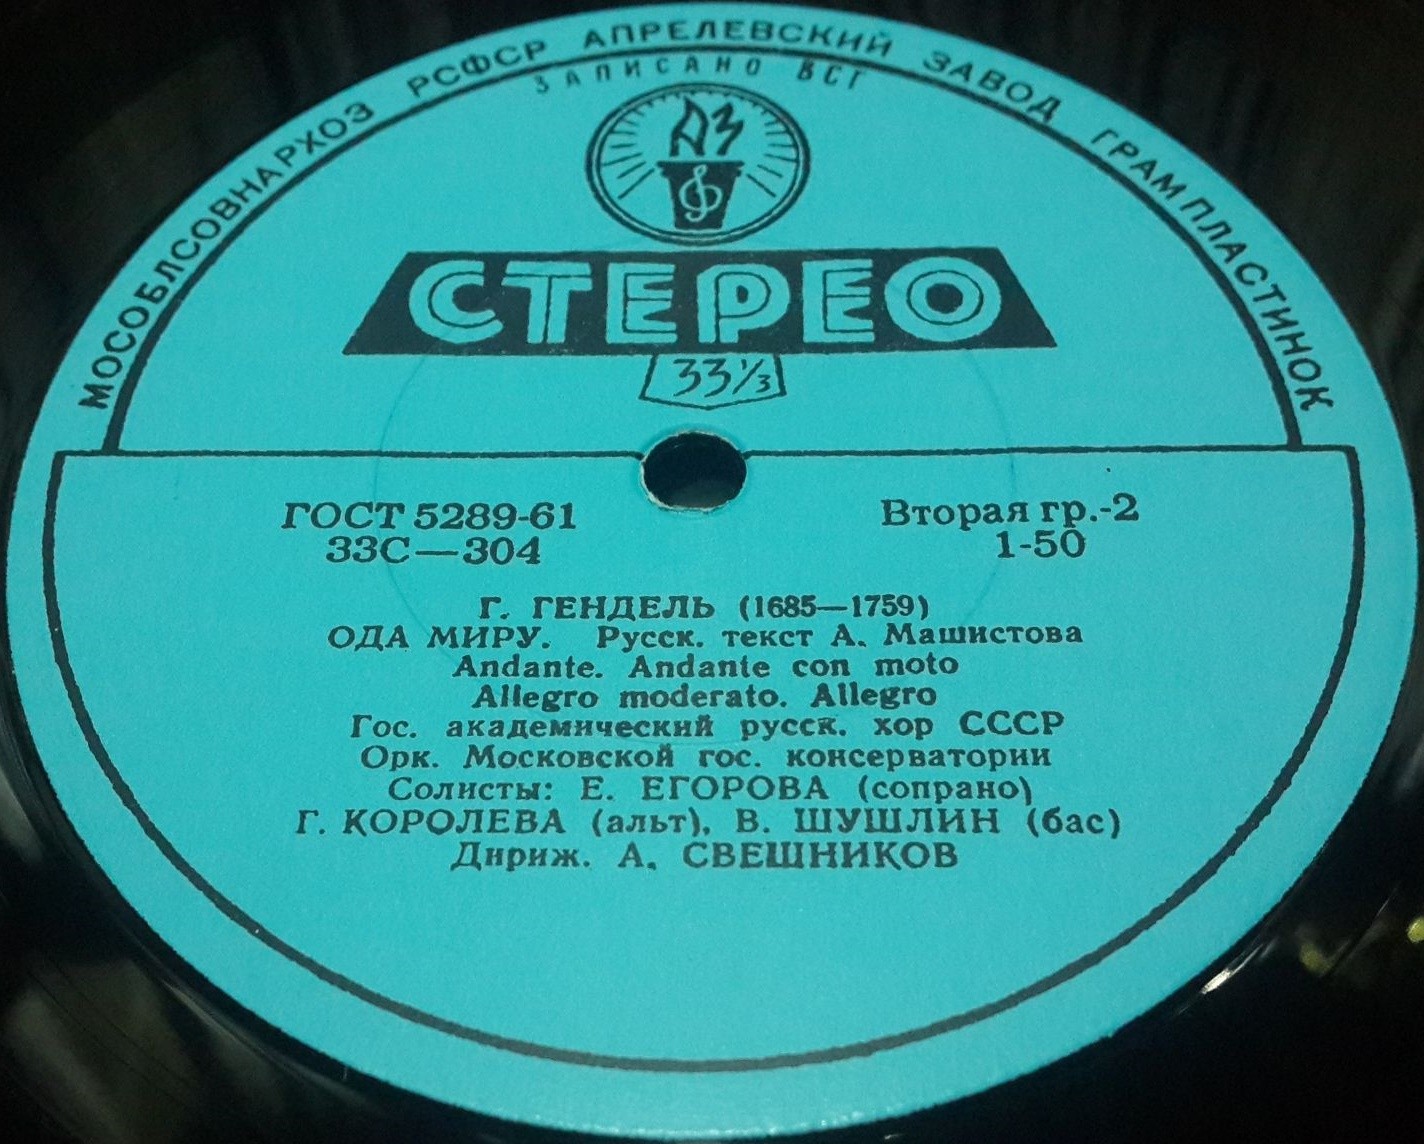 МОСОБЛСОВНАРХОЗ РСФСР АПРЕЛЕВСКИЙ ЗАВОД ГРАМПЛАСТИНОК
ЗАПИСАНО ВСГ
АЗ
СТЕРЕО
33⅓
ГОСТ 5289-61
33С—304
Вторая гр.-2
1-50
Г. ГЕНДЕЛЬ (1685—1759)
ОДА МИРУ. Русск. текст А. Машистова
Andante. Andante con moto
Allegro moderato. Allegro
Гос. академический русск. хор СССР
Орк. Московской гос. консерватории
Солисты: Е. ЕГОРОВА (сопрано)
Г. КОРОЛЕВА (альт), В. ШУШЛИН (бас)
Дириж. А. СВЕШНИКОВ